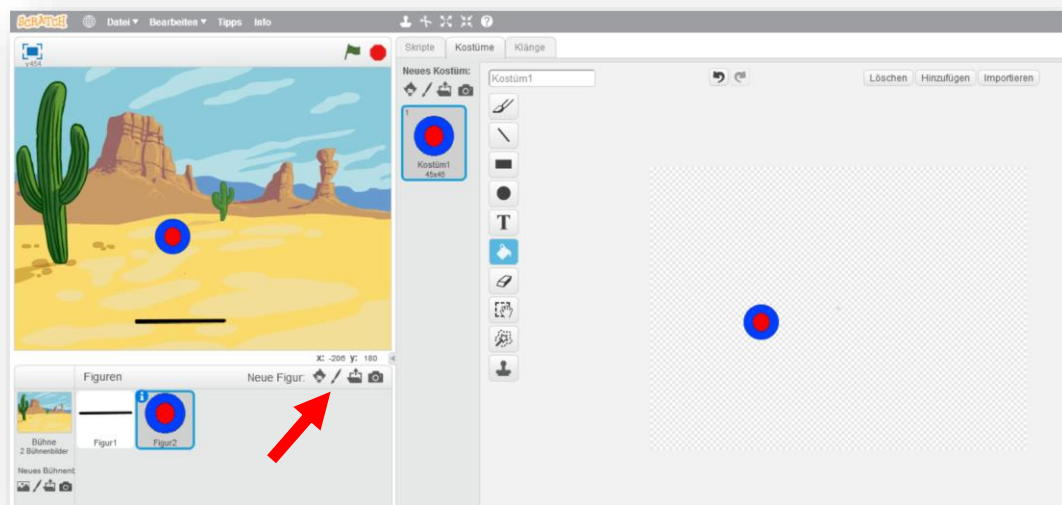 SCRATCH Datei Bearbeiten Tipps Info
v454
Skripte Kostüme Klänge
Neues Kostüm:
Kostüm1
Löschen Hinzufügen Importieren
1
Kostüm1
45x45
T
x: -206 y: 180
Figuren
Neue Figur:
Bühne
2 Bühnenbilder
Figur1
Figur2
Neues Bühnenb